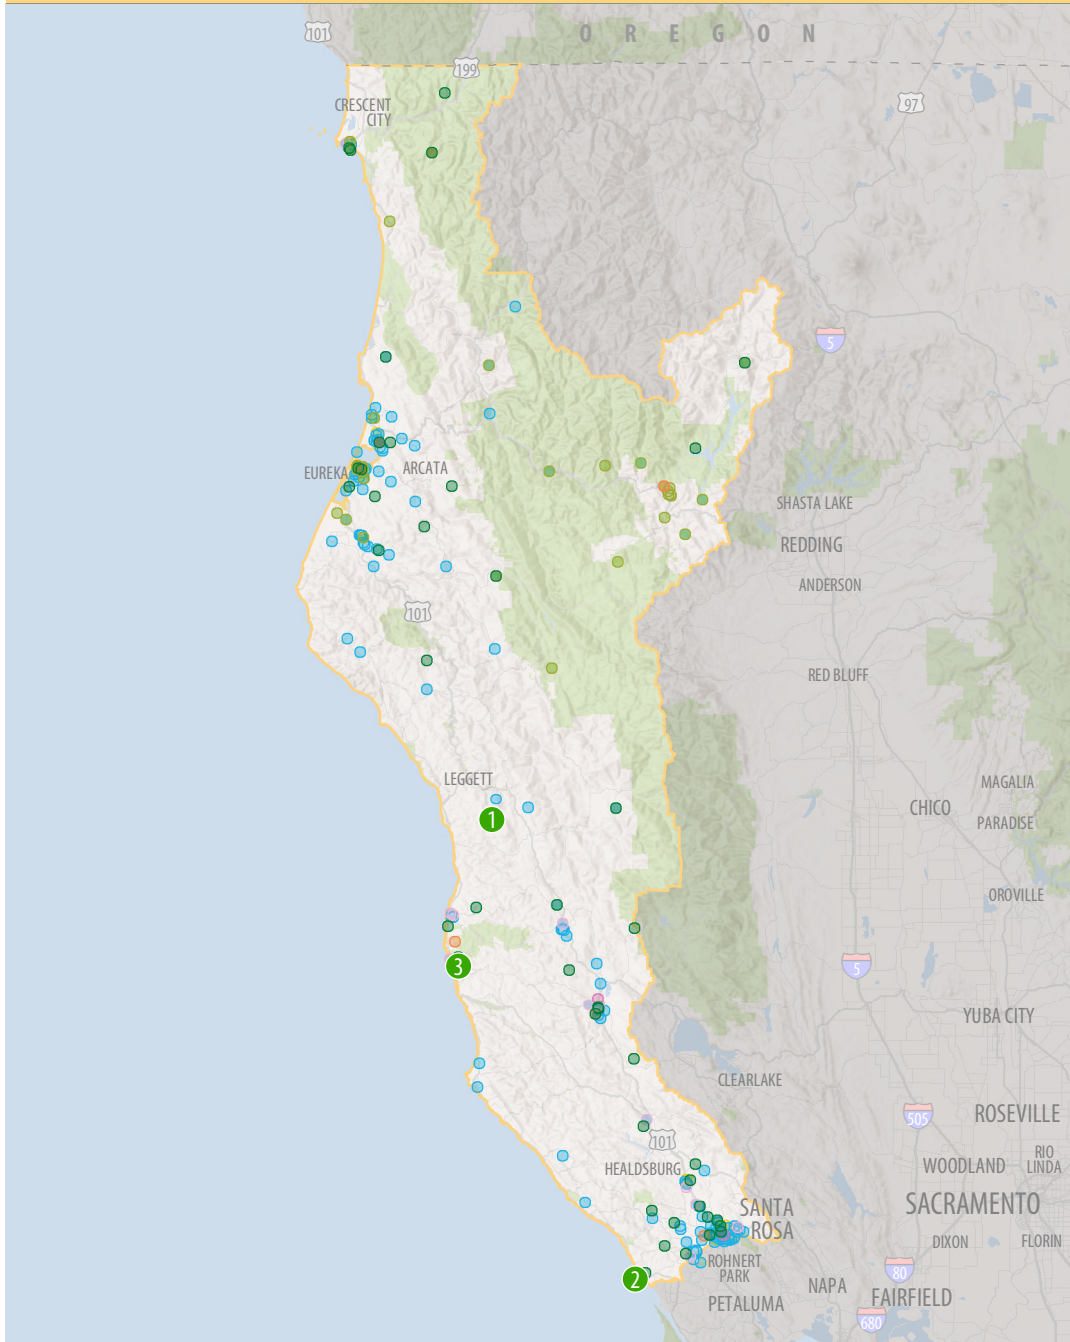 101
OREGON
199
97
CRESCENT
CITY
5
EUREKA
ARCATA
SHASTA LAKE
REDDING
ANDERSON
101
RED BLUFF
LEGGETT
MAGALIA
CHICO
PARADISE
1
OROVILLE
3
5
YUBA CITY
CLEARLAKE
505
ROSEVILLE
101
RIO
LINDA
WOODLAND
HEALDSBURG
SACRAMENTO
SANTA
ROSA
DIXON
FLORIN
ROHNERT
PARK
80
2
NAPA
FAIRFIELD
PETALUMA
680